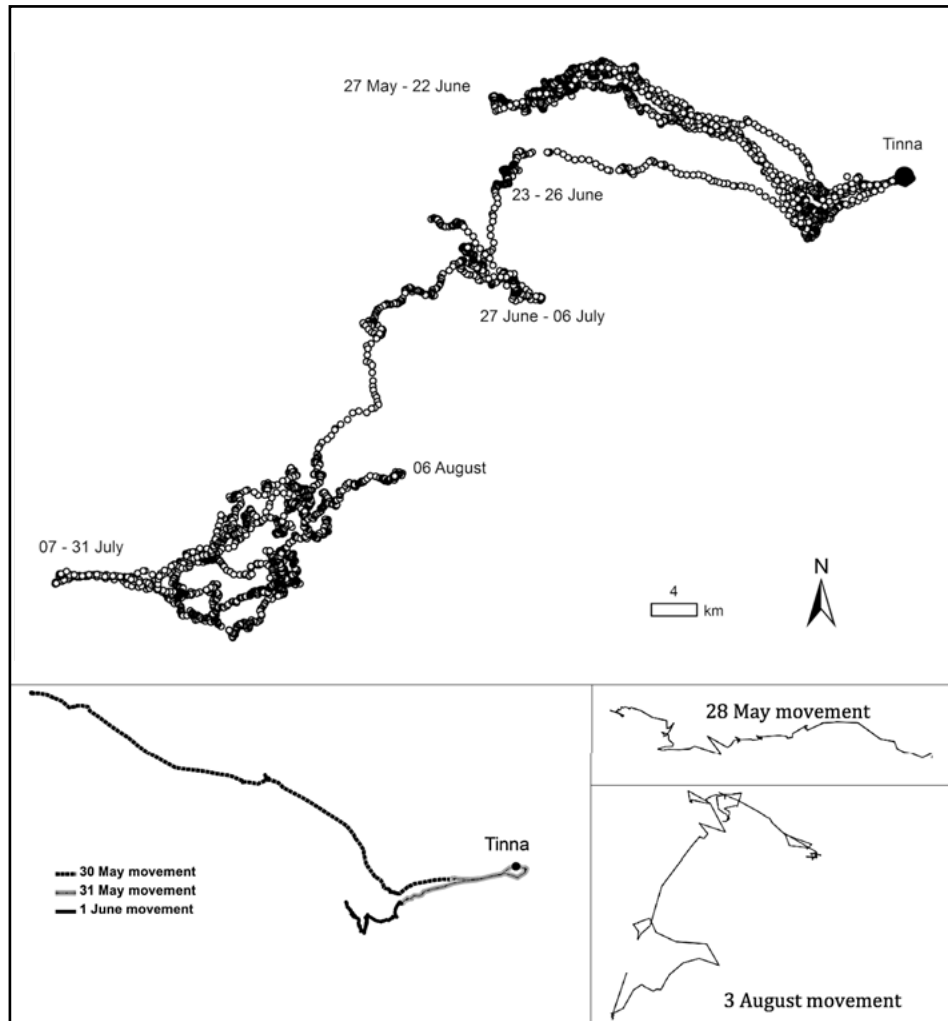 27 May - 22 June
Tinna
23 - 26 June
27 June - 06 July
06 August
07 - 31 July
N
4
km
28 May movement
Tinna
30 May movement
31 May movement
1 June movement
3 August movement